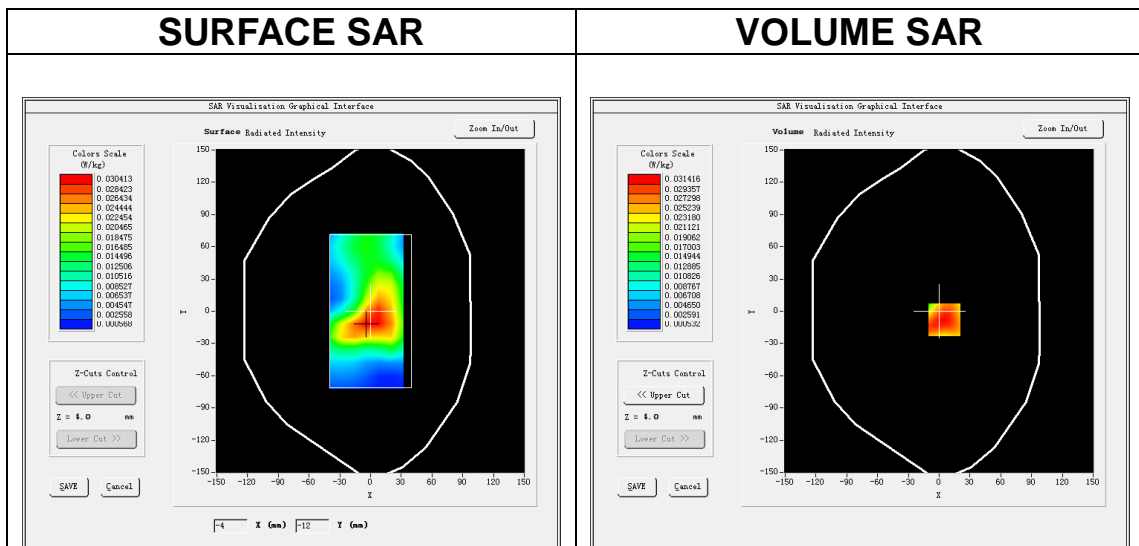 SURFACE SAR
VOLUME SAR
SAR Visualisation Graphical Interface
Surface Radiated Intensity
Zoom In/Out
Colors Scale
(W/kg)
0.030413
0.028423
0.026434
0.024444
0.022454
0.020465
0.018475
0.016485
0.014496
0.012506
0.010516
0.008527
0.006537
0.004547
0.002558
0.000568
150
120
90
60
30
0
-30
-60
-90
-120
-150
Y
-150 -120 -90 -60 -30 0 30 60 90 120 150
X
Z-Cuts Control
<< Upper Cut
Z = 4.0 mm
Lower Cut >>
SAVE Cancel
-4 X (mm) -12 Y (mm)
SAR Visualisation Graphical Interface
Volume Radiated Intensity
Zoom In/Out
Colors Scale
(W/kg)
0.031416
0.029357
0.027298
0.025239
0.023180
0.021121
0.019062
0.017003
0.014944
0.012885
0.010826
0.008767
0.006708
0.004650
0.002591
0.000532
150
120
90
60
30
0
-30
-60
-90
-120
-150
Y
-150 -120 -90 -60 -30 0 30 60 90 120 150
X
Z-Cuts Control
<< Upper Cut
Z = 4.0 mm
Lower Cut >>
SAVE Cancel